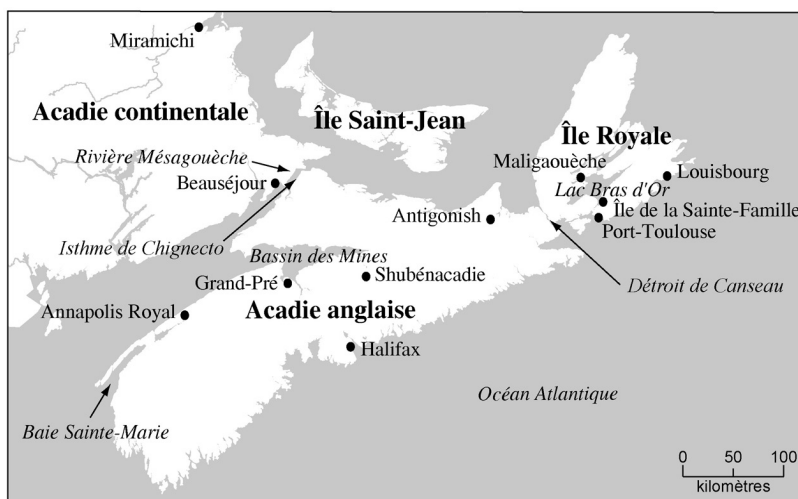 Miramichi
Acadie continentale
Île Saint-Jean
Île Royale
Rivière Mésagouèche
Maligaouèche
Louisbourg
Beauséjour
Lac Bras d'Or
Île de la Sainte-Famille
Antigonish
Port-Toulouse
Isthme de Chignecto
Bassin des Mines
Shubénacadie
Grand-Pré
Détroit de Canseau
Annapolis Royal
Acadie anglaise
Halifax
Océan Atlantique
Baie Sainte-Marie
0 50 100
kilomètres